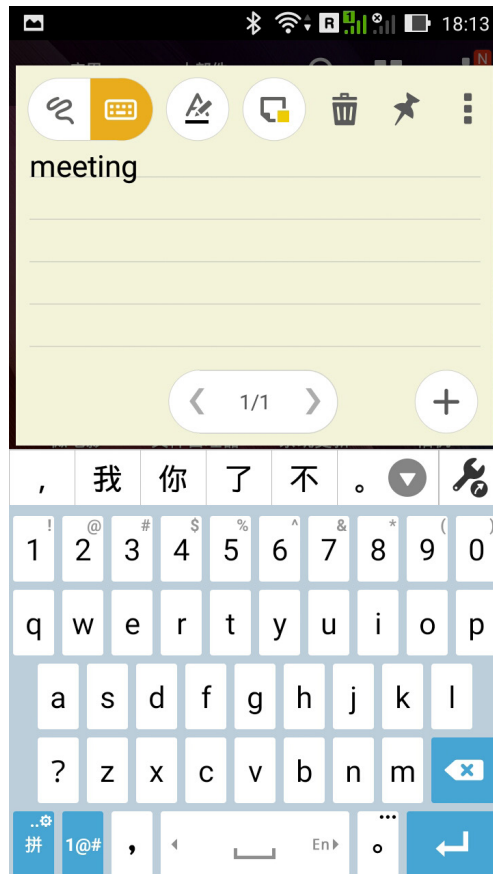 R 1 18:13
N
meeting
1/1
， 我 你 了 不 。
! @ # $ % ^ & * ( )
1 2 3 4 5 6 7 8 9 0
q w e r t y u i o p
a s d f g h j k l
? z x c v b n m
拼 1@# , En 。